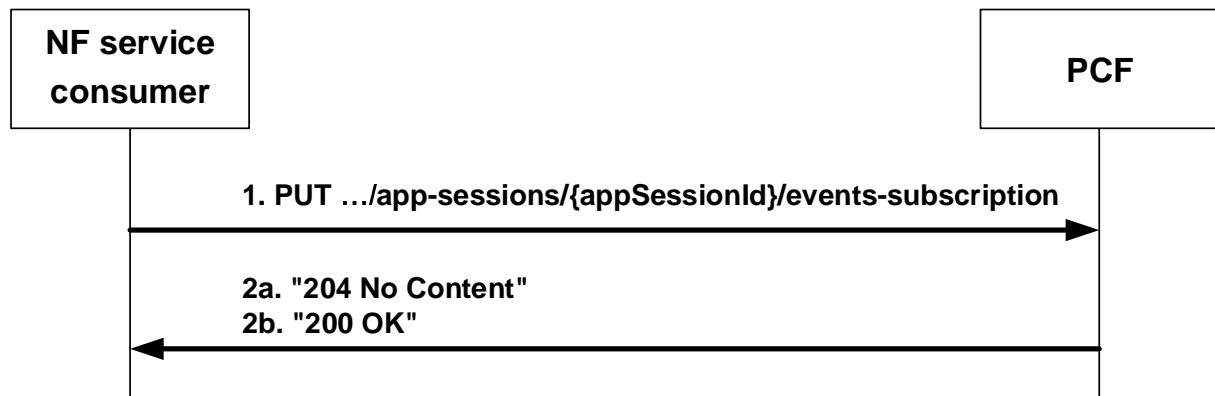 NF service
consumer
PCF
1. PUT …/app-sessions/{appSessionId}/events-subscription
2a. "204 No Content"
2b. "200 OK"